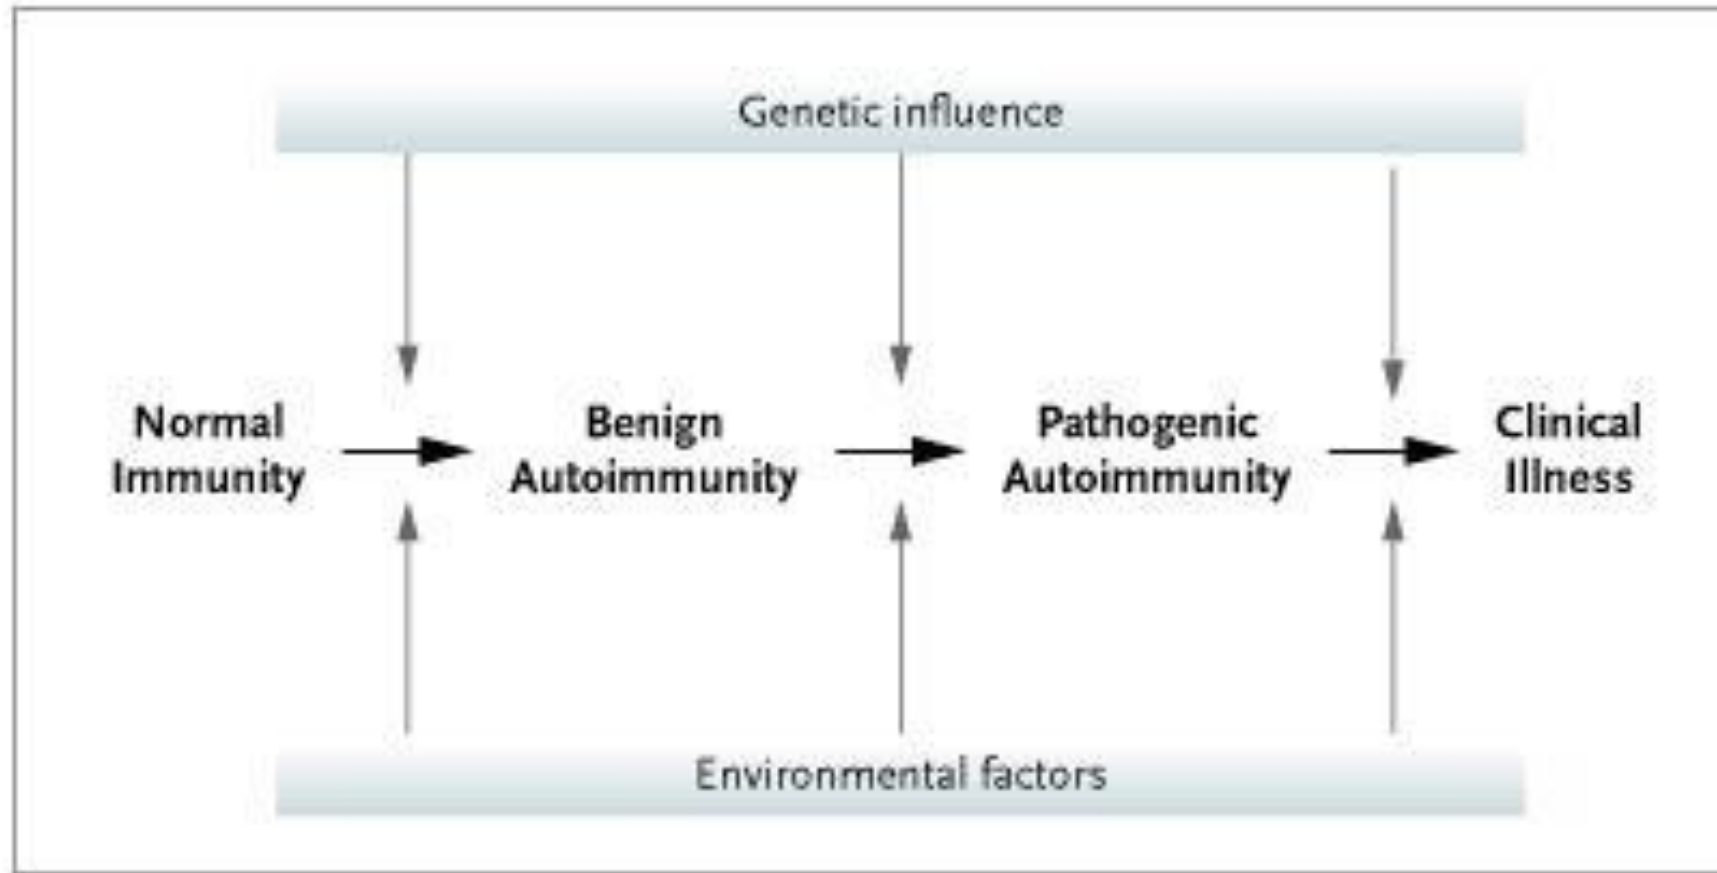 Genetic influence
Normal
Immunity
Benign
Autoimmunity
Pathogenic
Autoimmunity
Clinical
Illness
Environmental factors